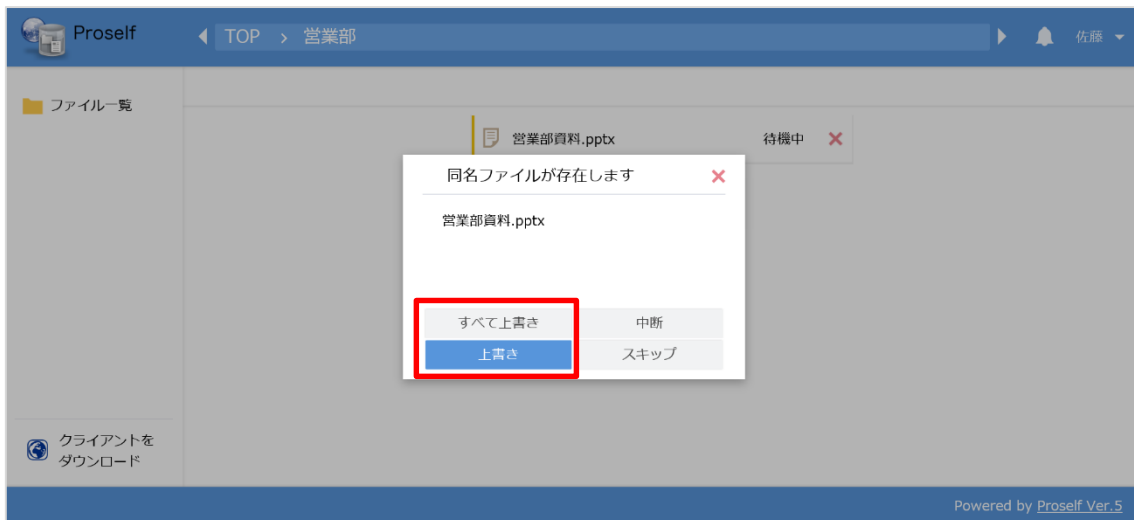 Proself
TOP > 営業部
佐藤
ファイル一覧
営業部資料.pptx 待機中
同名ファイルが存在します
営業部資料.pptx
すべて上書き 中断
上書き スキップ
クライアントを
ダウンロード
Powered by Proself Ver.5